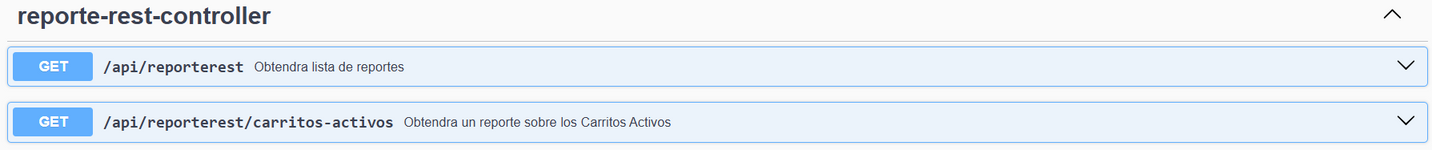 reporte-rest-controller
GET /api/reporterest Obtendra lista de reportes
GET /api/reporterest/carritos-activos Obtendra un reporte sobre los Carritos Activos